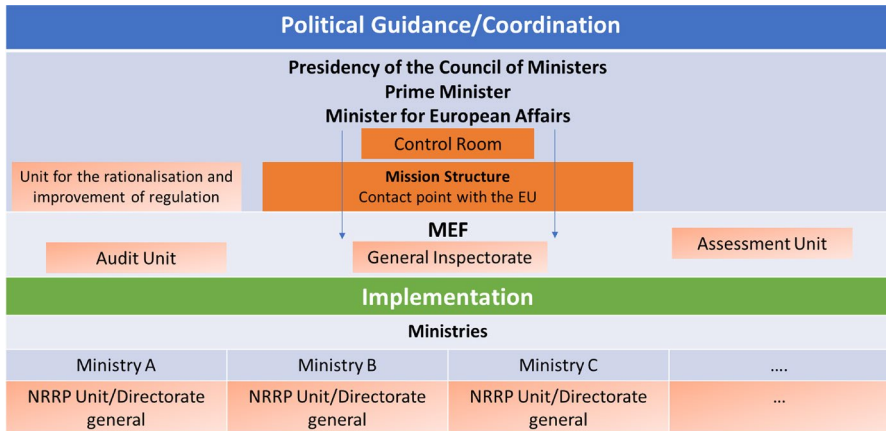 Political Guidance/Coordination
Presidency of the Council of Ministers
Prime Minister
Minister for European Affairs
Control Room
Unit for the rationalisation and
improvement of regulation
Mission Structure
Contact point with the EU
MEF
Audit Unit
General Inspectorate
Assessment Unit
Implementation
Ministries
Ministry A
Ministry B
Ministry C
....
NRRP Unit/Directorate
general
NRRP Unit/Directorate
general
NRRP Unit/Directorate
general
...